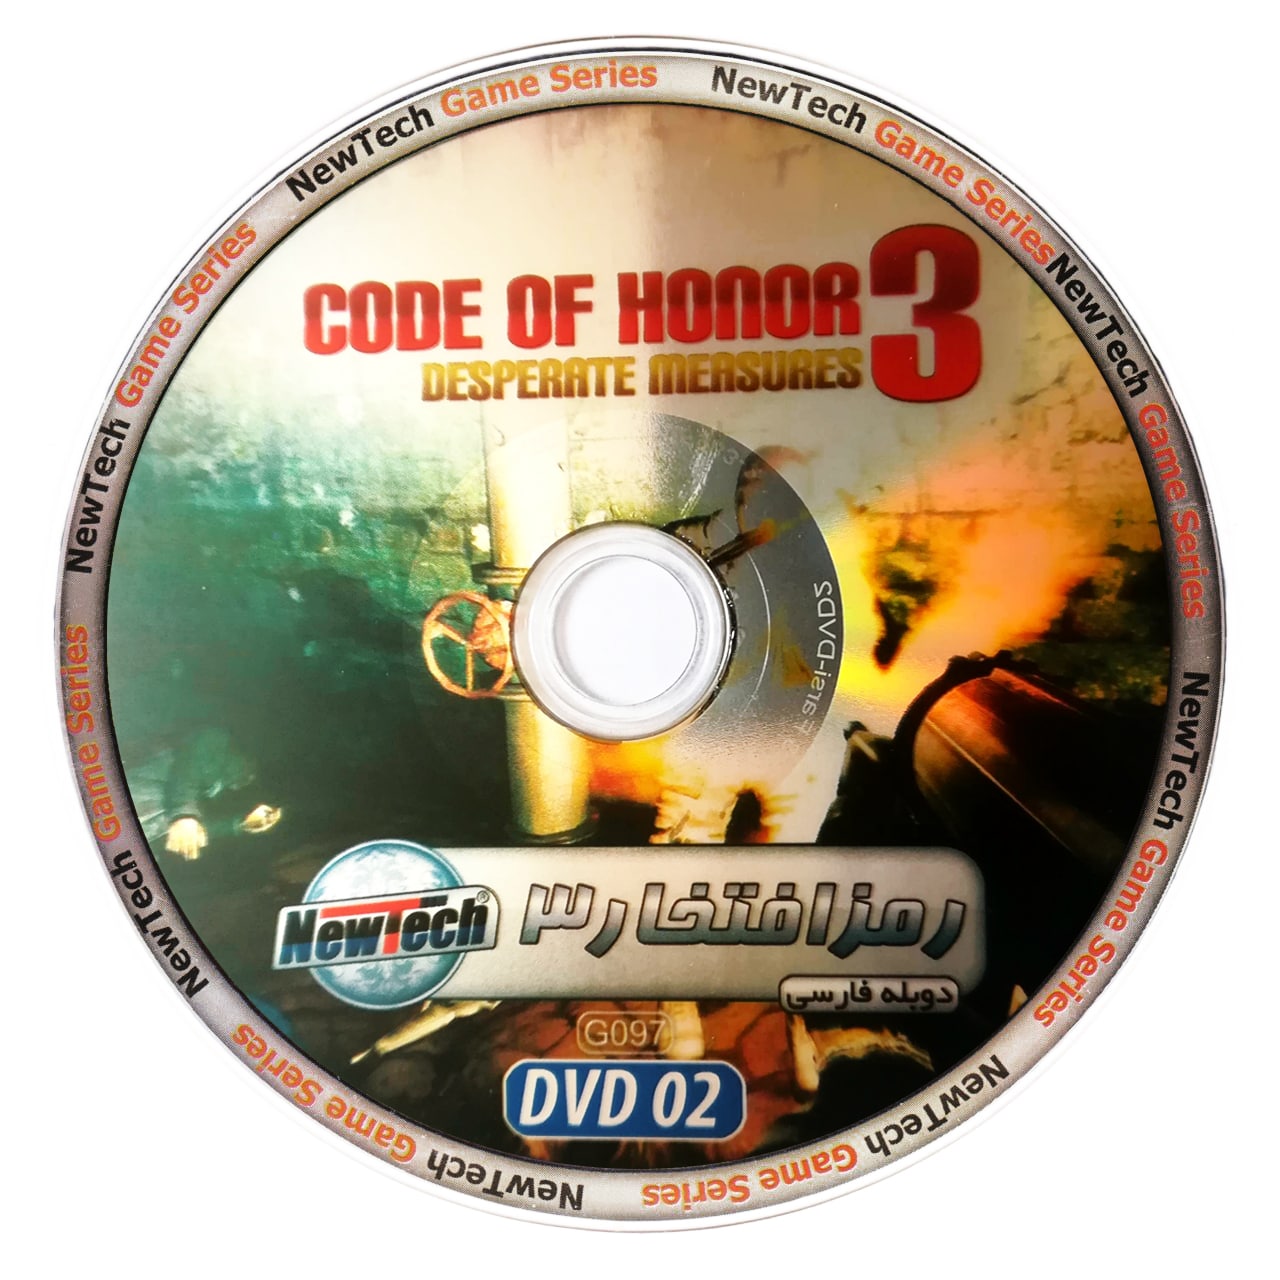 NewTech Game Series NewTech Game Series NewTech Game Series NewTech Game Series NewTech Game Series NewTech Game Series NewTech Game Series NewTech Game Series
CODE OF HONOR 3
DESPERATE MEASURES
Farsi-DVD2
NewTech®
رمز افتخار ۳
دوبله فارسی
G097
DVD 02